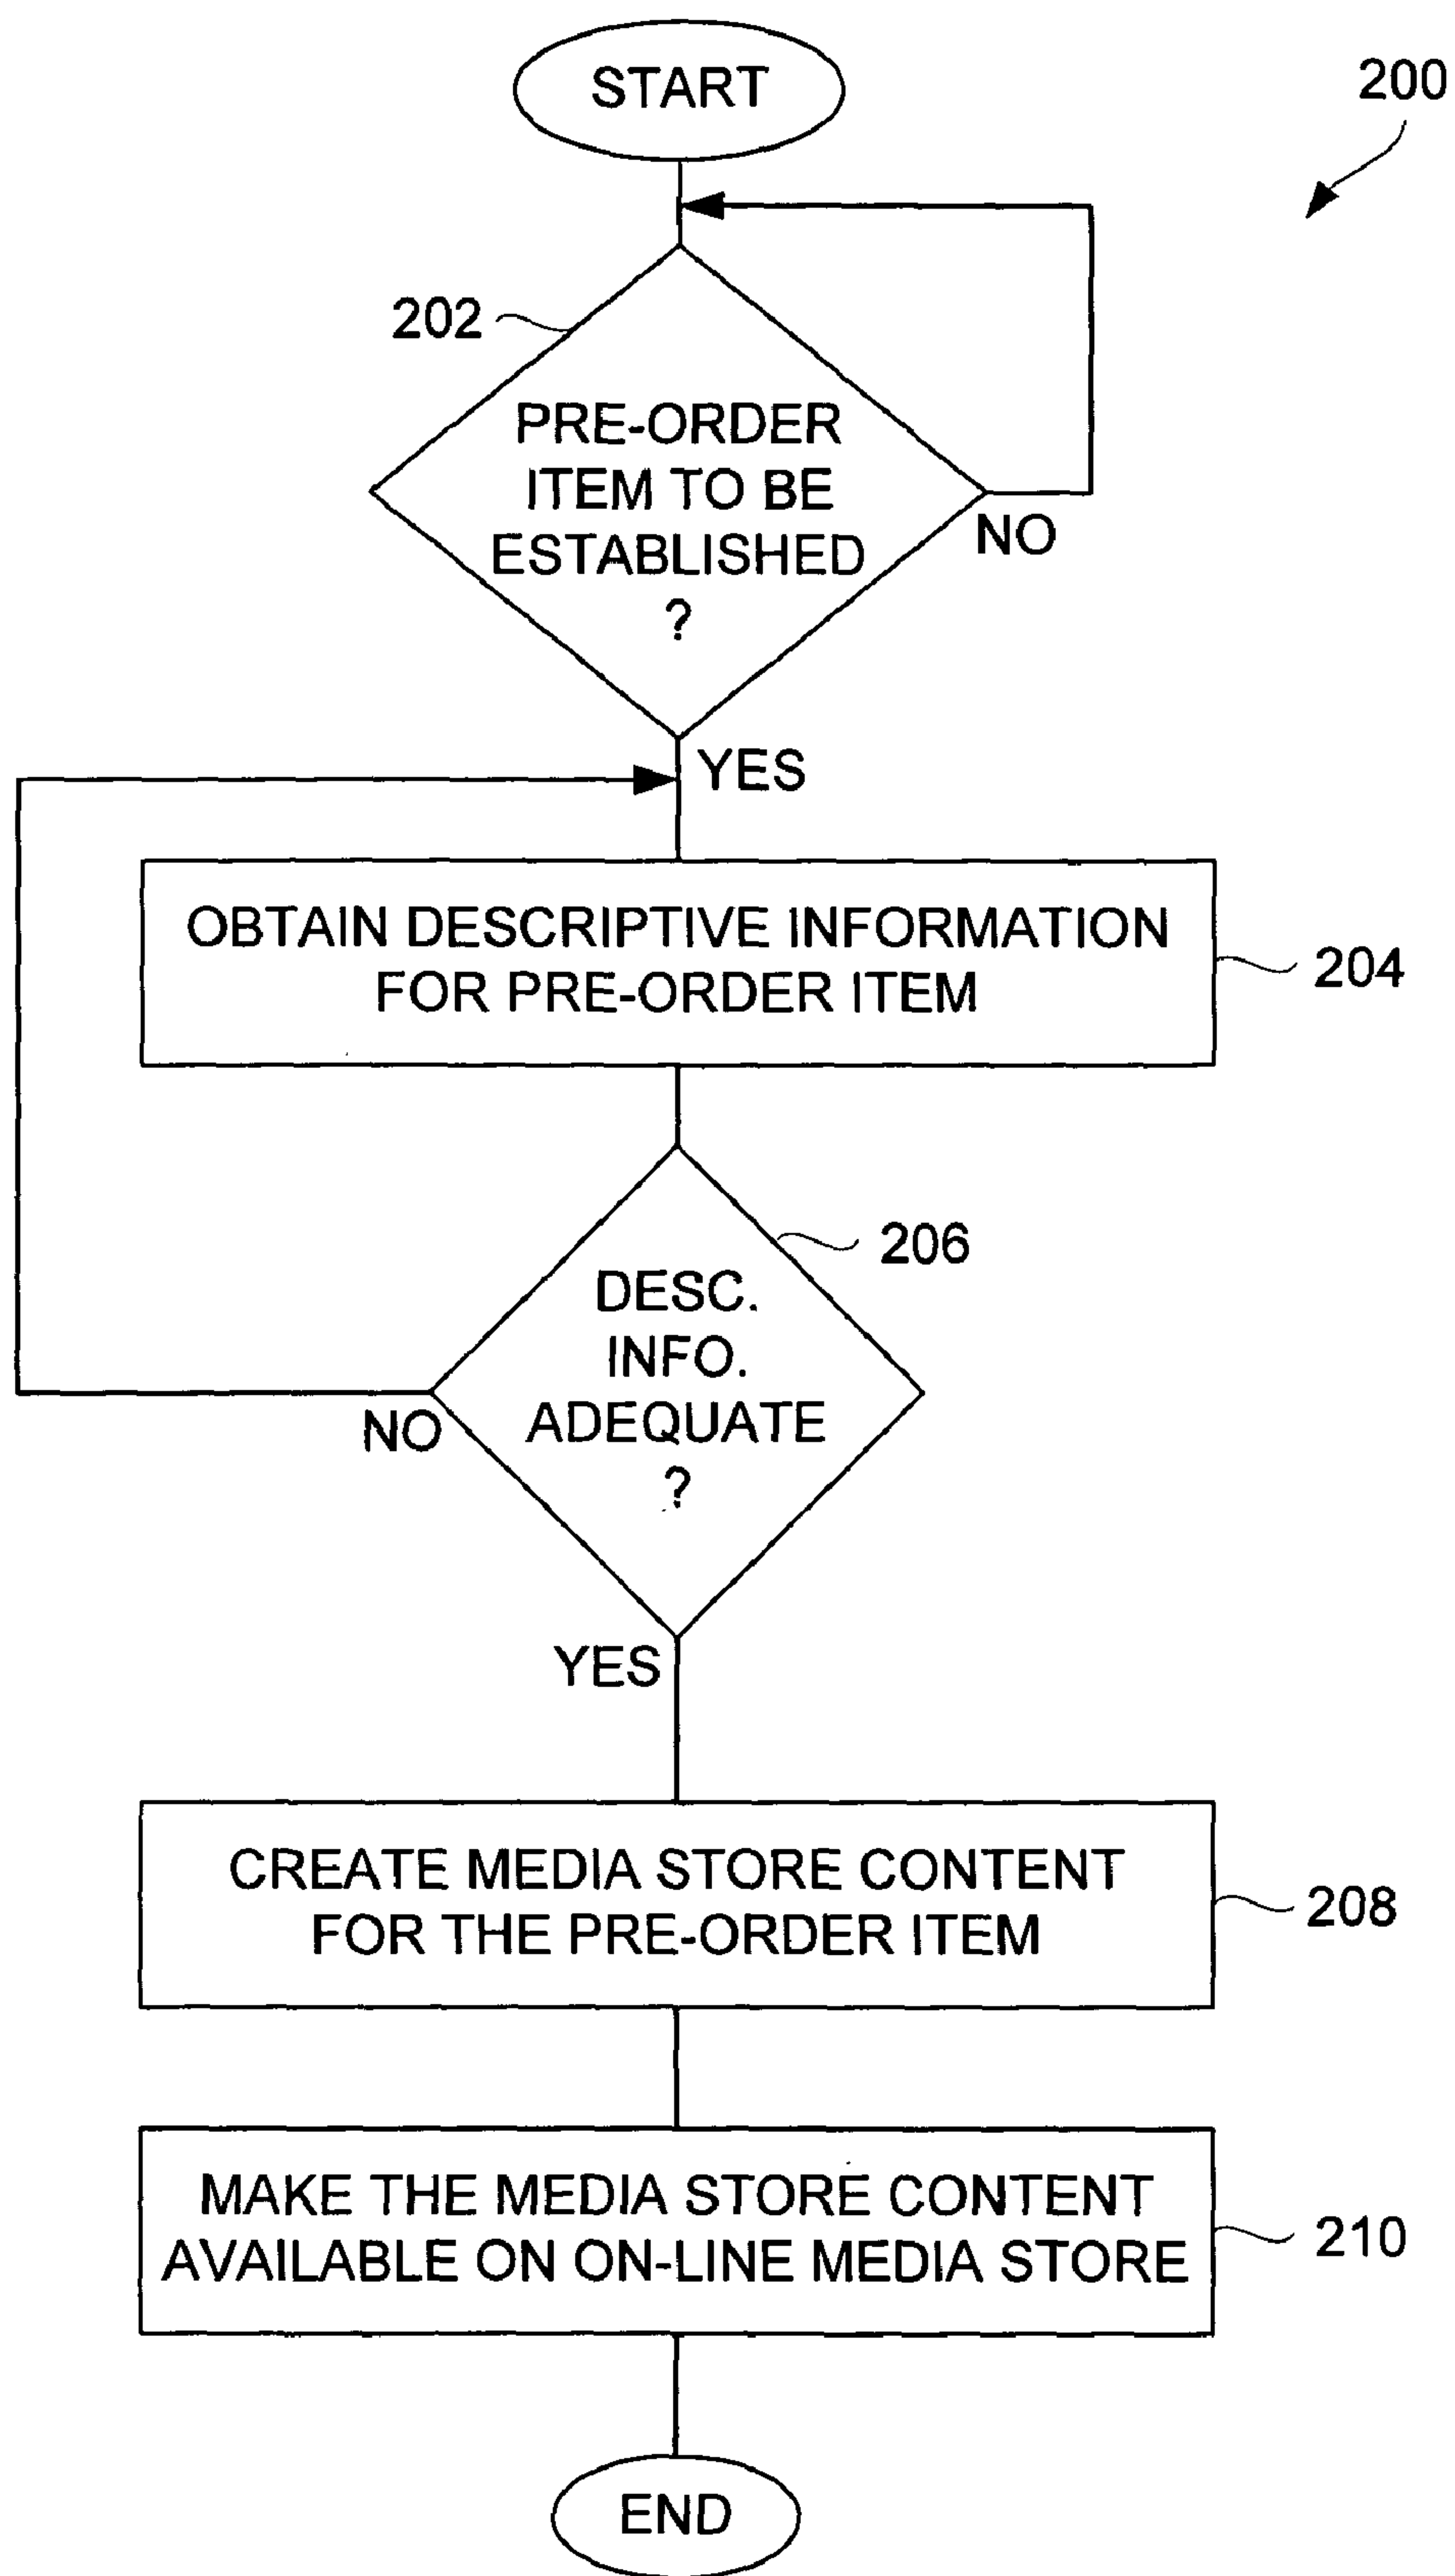 START
200
202
PRE-ORDER
ITEM TO BE
ESTABLISHED
?
NO
YES
OBTAIN DESCRIPTIVE INFORMATION
FOR PRE-ORDER ITEM
204
206
DESC.
INFO.
ADEQUATE
?
NO
YES
CREATE MEDIA STORE CONTENT
FOR THE PRE-ORDER ITEM
208
MAKE THE MEDIA STORE CONTENT
AVAILABLE ON ON-LINE MEDIA STORE
210
END